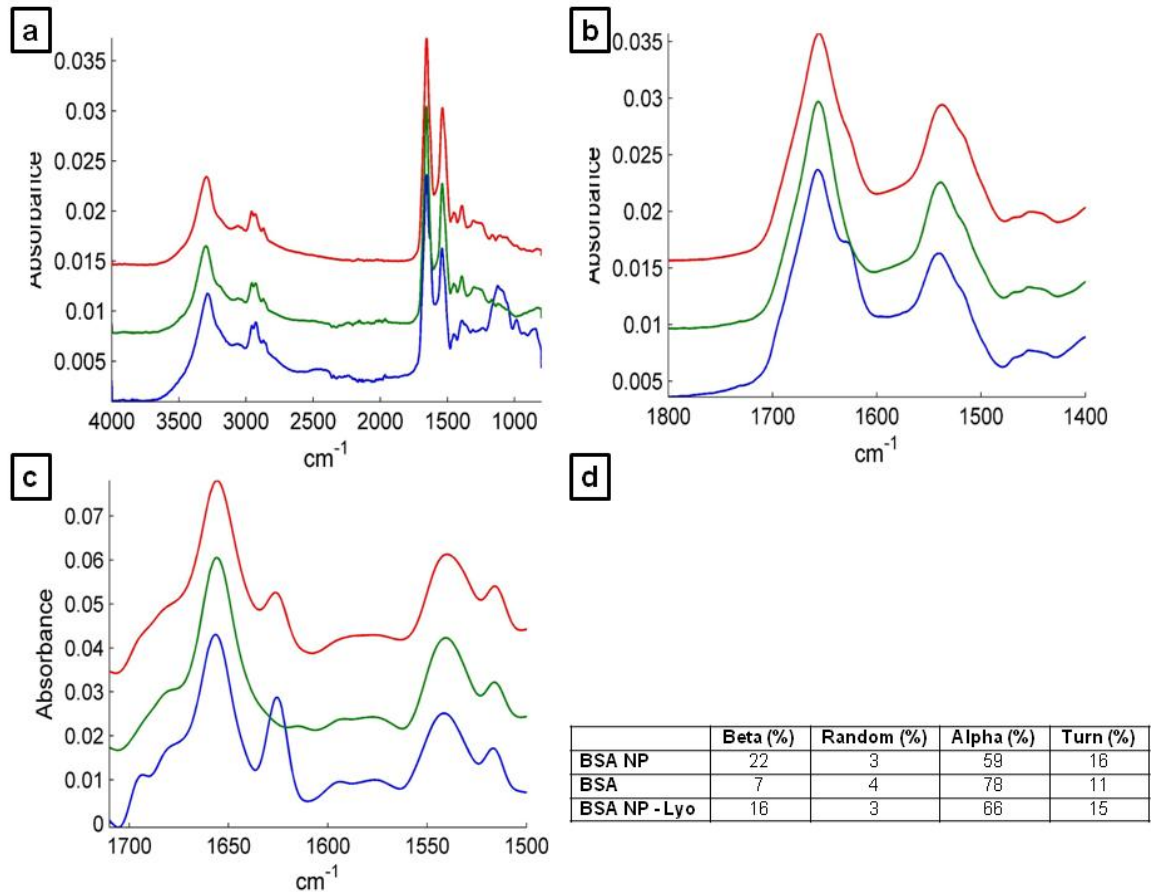 a
0.035
0.03
0.025
0.02
0.015
0.01
0.005
Absorbance
4000 3500 3000 2500 2000 1500 1000
cm-1
b
0.035
0.03
0.025
0.02
0.015
0.01
0.005
Absorbance
1800 1700 1600 1500 1400
cm-1
c
0.07
0.06
0.05
0.04
0.03
0.02
0.01
0
Absorbance
1700 1650 1600 1550 1500
cm-1
d
Beta (%) Random (%) Alpha (%) Turn (%)
BSA NP 22 3 59 16
BSA 7 4 78 11
BSA NP - Lyo 16 3 66 15